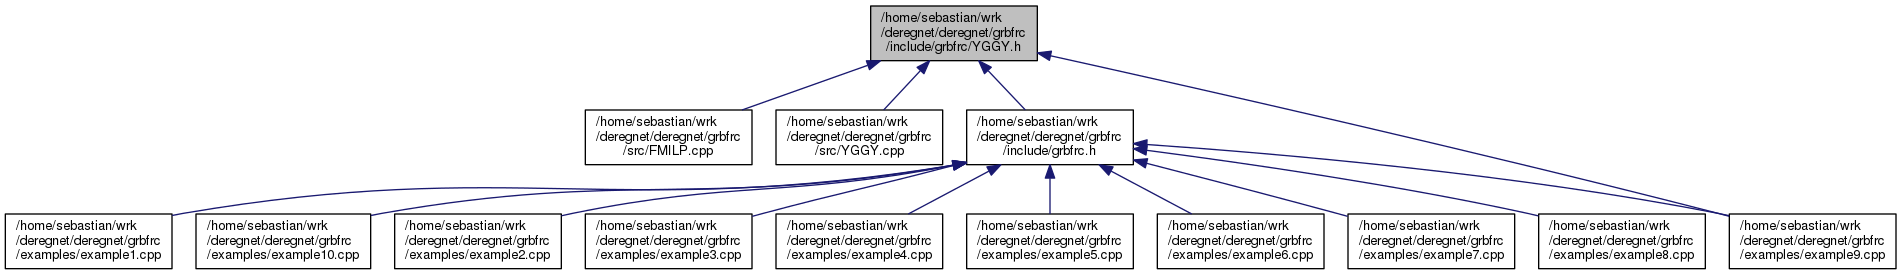 /home/sebastian/wrk
/deregnet/deregnet/grbfrc
/include/grbfrc/YGGY.h
/home/sebastian/wrk
/deregnet/deregnet/grbfrc
/src/FMILP.cpp
/home/sebastian/wrk
/deregnet/deregnet/grbfrc
/src/YGGY.cpp
/home/sebastian/wrk
/deregnet/deregnet/grbfrc
/include/grbfrc.h
/home/sebastian/wrk
/deregnet/deregnet/grbfrc
/examples/example1.cpp
/home/sebastian/wrk
/deregnet/deregnet/grbfrc
/examples/example10.cpp
/home/sebastian/wrk
/deregnet/deregnet/grbfrc
/examples/example2.cpp
/home/sebastian/wrk
/deregnet/deregnet/grbfrc
/examples/example3.cpp
/home/sebastian/wrk
/deregnet/deregnet/grbfrc
/examples/example4.cpp
/home/sebastian/wrk
/deregnet/deregnet/grbfrc
/examples/example5.cpp
/home/sebastian/wrk
/deregnet/deregnet/grbfrc
/examples/example6.cpp
/home/sebastian/wrk
/deregnet/deregnet/grbfrc
/examples/example7.cpp
/home/sebastian/wrk
/deregnet/deregnet/grbfrc
/examples/example8.cpp
/home/sebastian/wrk
/deregnet/deregnet/grbfrc
/examples/example9.cpp